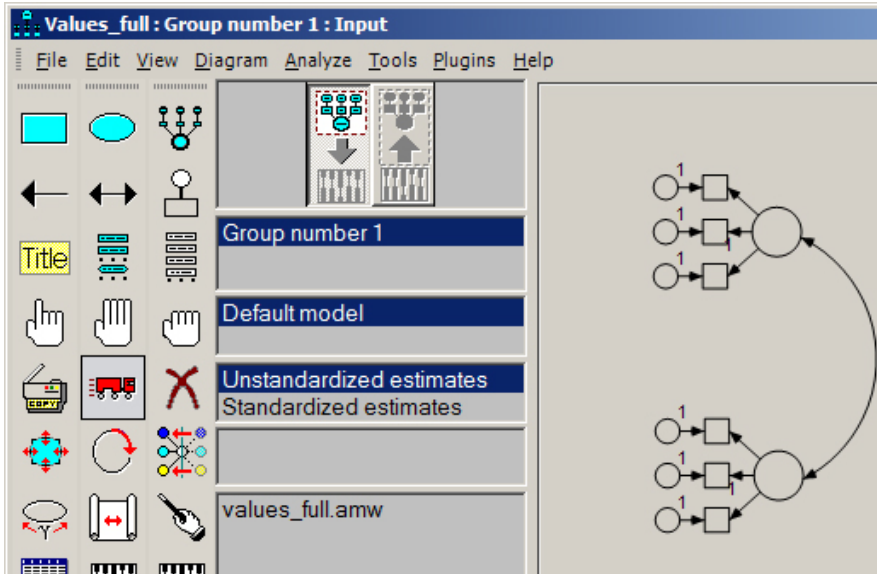 Values_full : Group number 1 : Input
File Edit View Diagram Analyze Tools Plugins Help
Title
COPY
Group number 1
Default model
Unstandardized estimates
Standardized estimates
values_full.amw
1
1
1
1
1
1
1
1